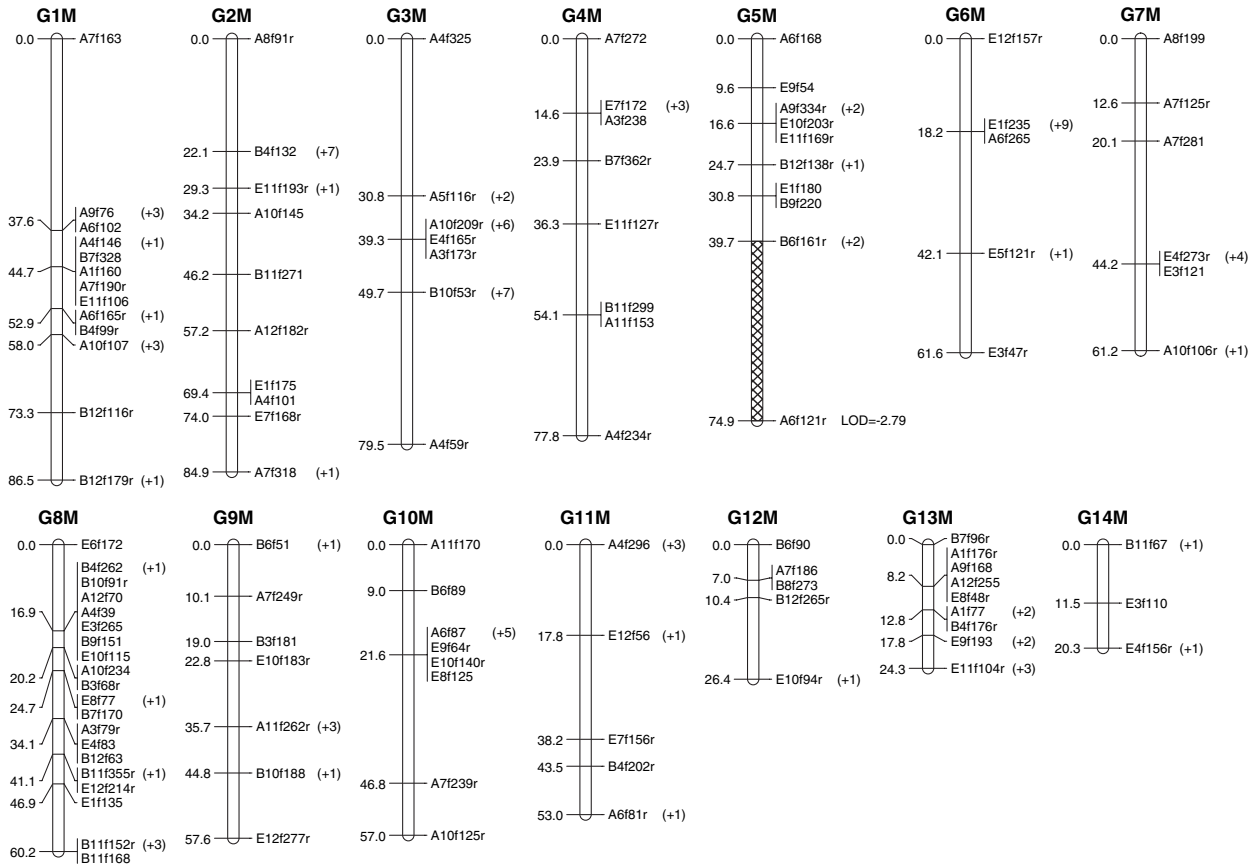 G1M
0.0 A7f163
37.6 A9f76 (+3)
A6f102
44.7 A4f146 (+1)
B7f328
A1f160
A7f190r
E11f106
52.9 A6f165r (+1)
B4f99r
58.0 A10f107 (+3)
73.3 B12f116r
86.5 B12f179r (+1)
G2M
0.0 A8f91r
22.1 B4f132 (+7)
29.3 E11f193r (+1)
34.2 A10f145
46.2 B11f271
57.2 A12f182r
69.4 E1f175
A4f101
74.0 E7f168r
84.9 A7f318 (+1)
G3M
0.0 A4f325
30.8 A5f116r (+2)
39.3 A10f209r (+6)
E4f165r
A3f173r
49.7 B10f53r (+7)
79.5 A4f59r
G4M
0.0 A7f272
14.6 E7f172 (+3)
A3f238
23.9 B7f362r
36.3 E11f127r
54.1 B11f299
A11f153
77.8 A4f234r
G5M
0.0 A6f168
9.6 E9f54
16.6 A9f334r (+2)
E10f203r
E11f169r
24.7 B12f138r (+1)
30.8 E1f180
B9f220
39.7 B6f161r (+2)
74.9 A6f121r LOD=-2.79
G6M
0.0 E12f157r
18.2 E1f235 (+9)
A6f265
42.1 E5f121r (+1)
61.6 E3f47r
G7M
0.0 A8f199
12.6 A7f125r
20.1 A7f281
44.2 E4f273r (+4)
E3f121
61.2 A10f106r (+1)
G8M
0.0 E6f172
16.9 B4f262 (+1)
B10f91r
A12f70
A4f39
E3f265
B9f151
E10f115
20.2 A10f234
B3f68r
24.7 E8f77 (+1)
B7f170
34.1 A3f79r
E4f83
B12f63
41.1 B11f355r (+1)
E12f214r
46.9 E1f135
60.2 B11f152r (+3)
B11f168
G9M
0.0 B6f51 (+1)
10.1 A7f249r
19.0 B3f181
22.8 E10f183r
35.7 A11f262r (+3)
44.8 B10f188 (+1)
57.6 E12f277r
G10M
0.0 A11f170
9.0 B6f89
21.6 A6f87 (+5)
E9f64r
E10f140r
E8f125
46.8 A7f239r
57.0 A10f125r
G11M
0.0 A4f296 (+3)
17.8 E12f56 (+1)
38.2 E7f156r
43.5 B4f202r
53.0 A6f81r (+1)
G12M
0.0 B6f90
7.0 A7f186
B8f273
10.4 B12f265r
26.4 E10f94r (+1)
G13M
0.0 B7f96r
8.2 A1f176r
A9f168
A12f255
E8f48r
12.8 A1f77 (+2)
B4f176r
17.8 E9f193 (+2)
24.3 E11f104r (+3)
G14M
0.0 B11f67 (+1)
11.5 E3f110
20.3 E4f156r (+1)